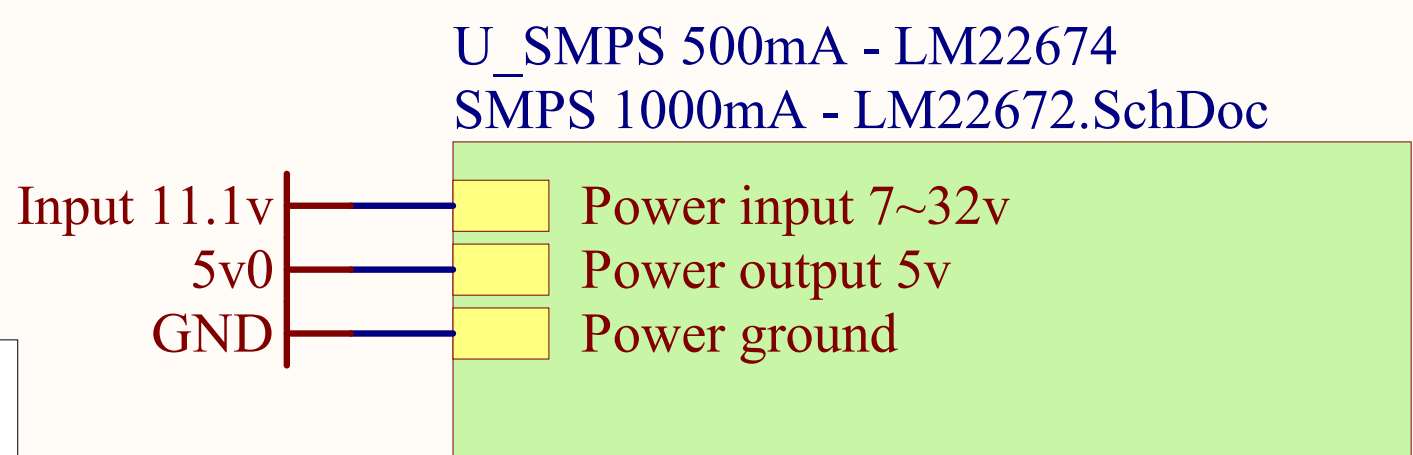 U_SMPS 500mA - LM22674
SMPS 1000mA - LM22672.SchDoc
Input 11.1v Power input 7~32v
5v0 Power output 5v
GND Power ground